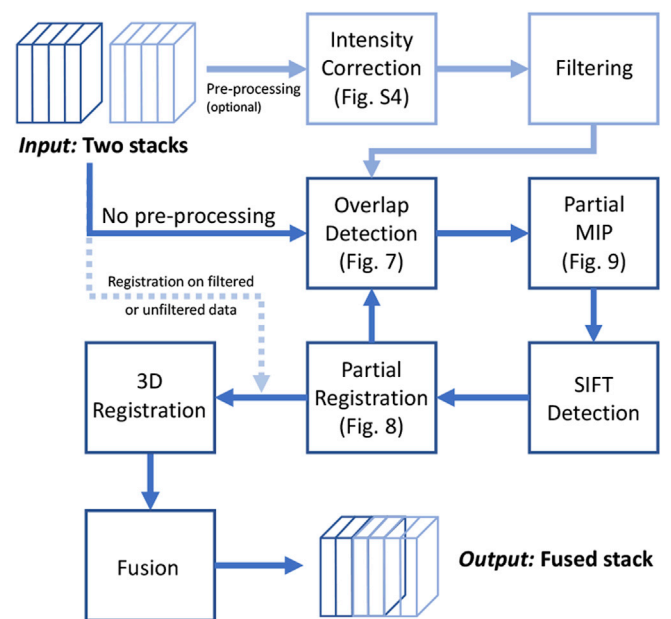 Intensity
Correction
(Fig. S4)
Filtering
Pre-processing
(optional)
Input: Two stacks
No pre-processing
Overlap
Detection
(Fig. 7)
Partial
MIP
(Fig. 9)
Registration on filtered
or unfiltered data
3D
Registration
Partial
Registration
(Fig. 8)
SIFT
Detection
Fusion
Output: Fused stack